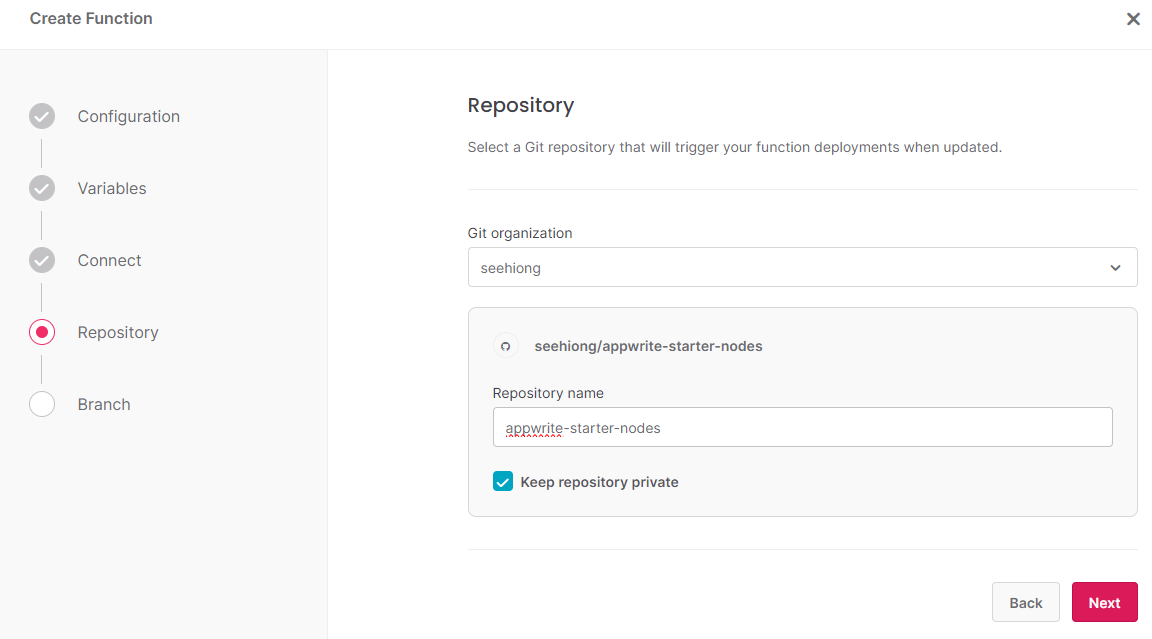 Create Function
Configuration
Variables
Connect
Repository
Branch
Repository
Select a Git repository that will trigger your function deployments when updated.
Git organization
seehiong
seehiong/appwrite-starter-nodes
Repository name
appwrite-starter-nodes
Keep repository private
Back
Next